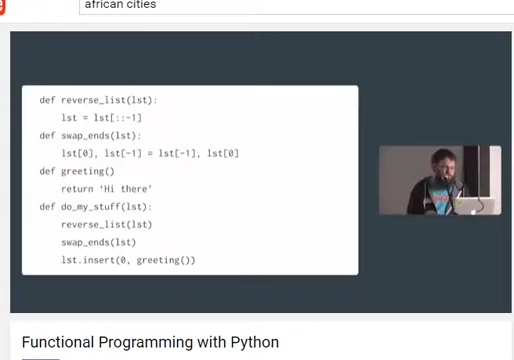 african cities
def reverse_list(lst):
lst = lst[::-1]
def swap_ends(lst):
lst[0], lst[-1] = lst[-1], lst[0]
def greeting()
return ‘Hi there’
def do_my_stuff(lst):
reverse_list(lst)
swap_ends(lst)
lst.insert(0, greeting())
Functional Programming with Python